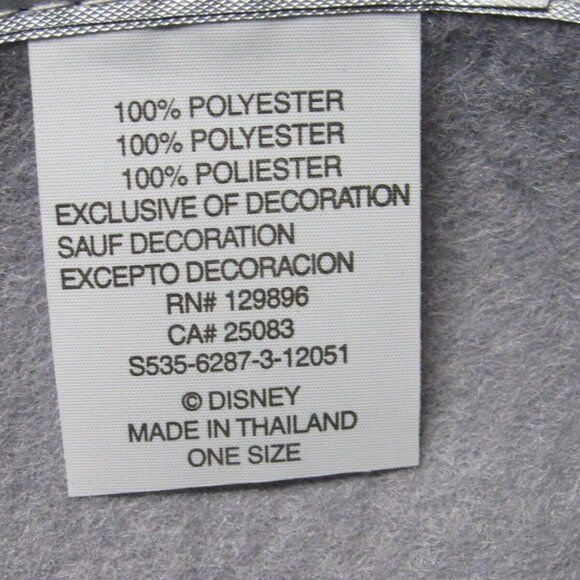 100% POLYESTER
100% POLYESTER
100% POLIESTER
EXCLUSIVE OF DECORATION
SAUF DECORATION
EXCEPTO DECORACION
RN# 129896
CA# 25083
S535-6287-3-12051
© DISNEY
MADE IN THAILAND
ONE SIZE